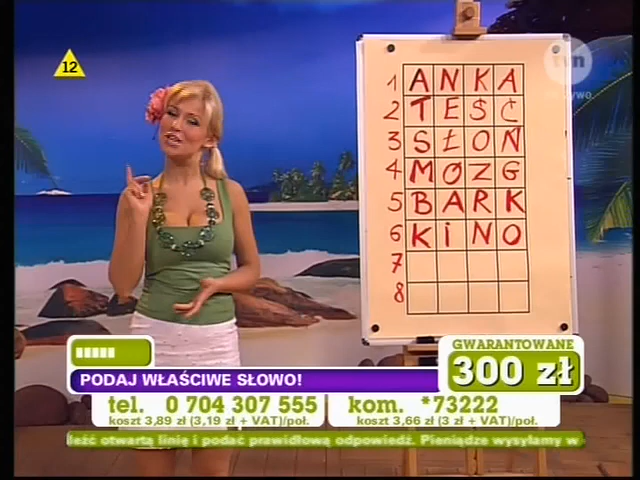 12
tvn
1 ANKA
2 TEŚĆ
3 SŁOŃ
4 MOZG
5 BARK
6 KiNO
7
8
GWARANTOWANE
300 zł
PODAJ WŁAŚCIWE SŁOWO!
tel. 0 704 307 555
koszt 3,89 zł (3,19 zł + VAT)/poł.
kom. *73222
koszt 3,66 zł (3 zł + VAT)/poł.
leźć otwartą linię i podać prawidłową odpowiedź. Pieniądze wysyłamy w